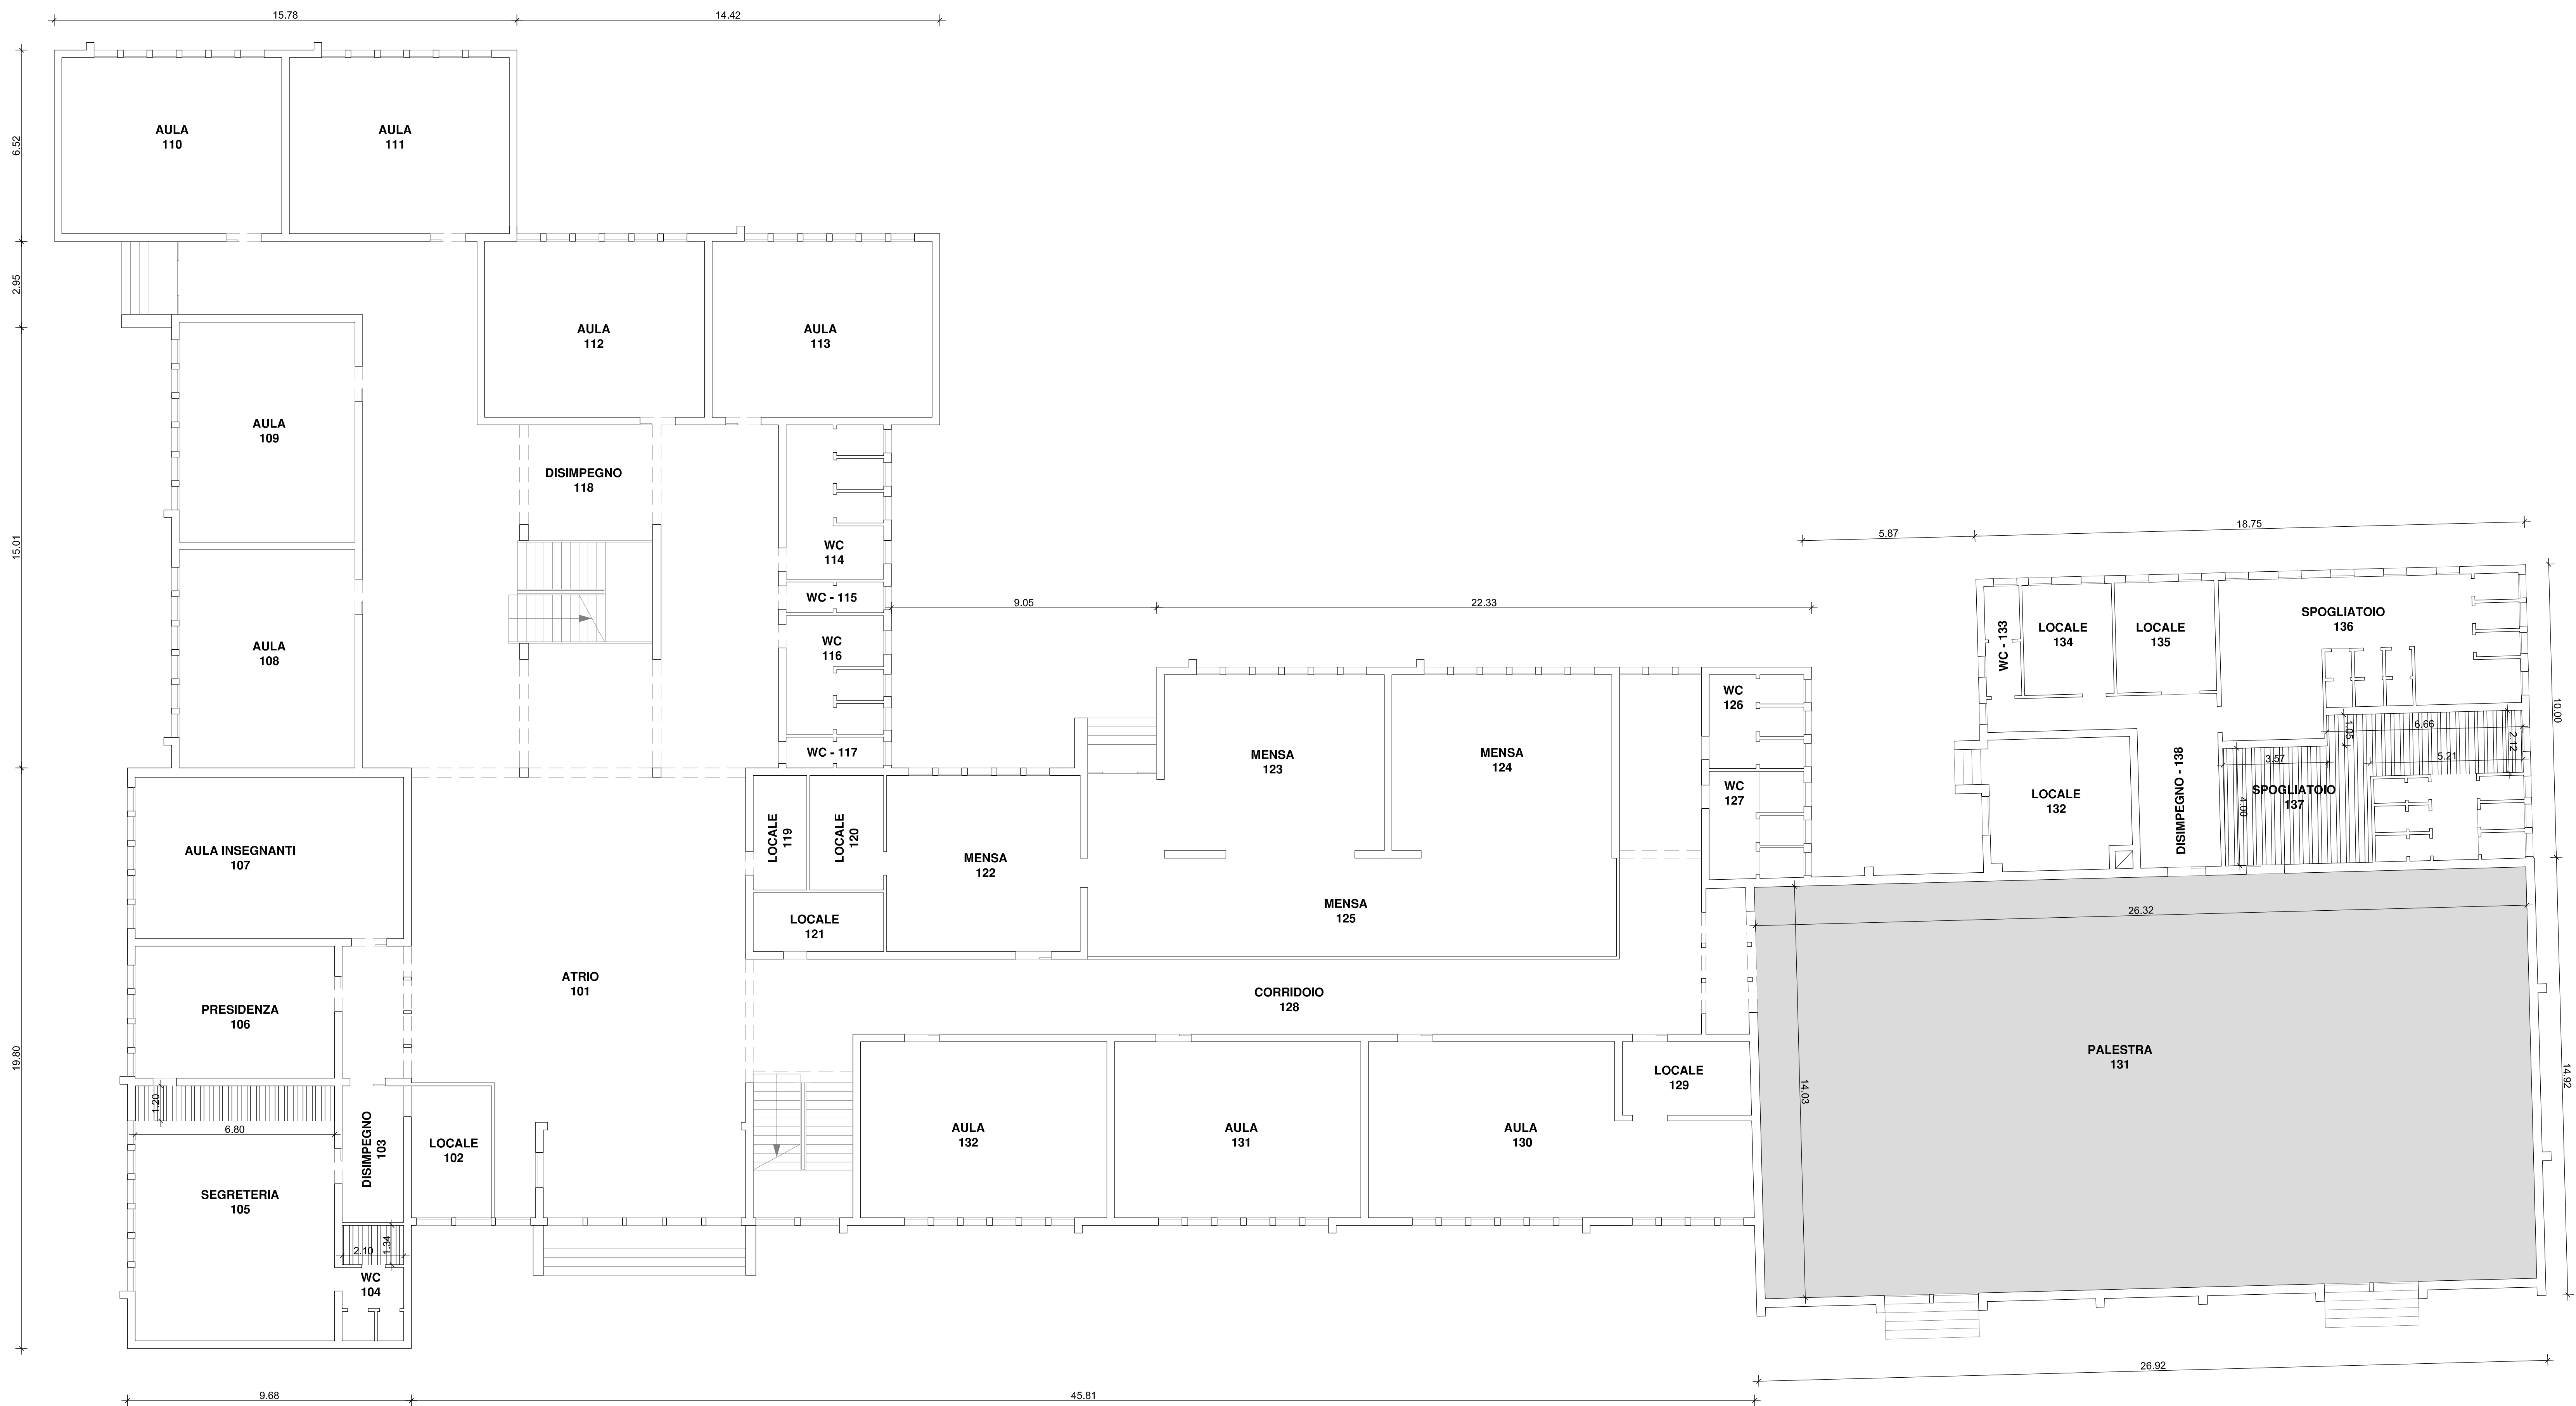 15.78
14.42
6.52
2.95
15.01
19.80
AULA
110
AULA
111
AULA
112
AULA
113
AULA
109
DISIMPEGNO
118
WC
114
WC - 115
WC
116
WC - 117
AULA
108
9.05
22.33
5.87
18.75
10.00
14.92
WC - 133
LOCALE
134
LOCALE
135
SPOGLIATOIO
136
LOCALE
132
DISIMPEGNO - 138
SPOGLIATOIO
137
1.05
6.66
2.12
3.57
5.21
4.00
AULA INSEGNANTI
107
LOCALE
119
LOCALE
120
LOCALE
121
MENSA
122
MENSA
123
MENSA
124
MENSA
125
WC
126
WC
127
PRESIDENZA
106
ATRIO
101
CORRIDOIO
128
26.32
14.03
PALESTRA
131
1.20
6.80
SEGRETERIA
105
DISIMPEGNO
103
LOCALE
102
2.10
1.34
WC
104
AULA
132
AULA
131
AULA
130
LOCALE
129
9.68
45.81
26.92